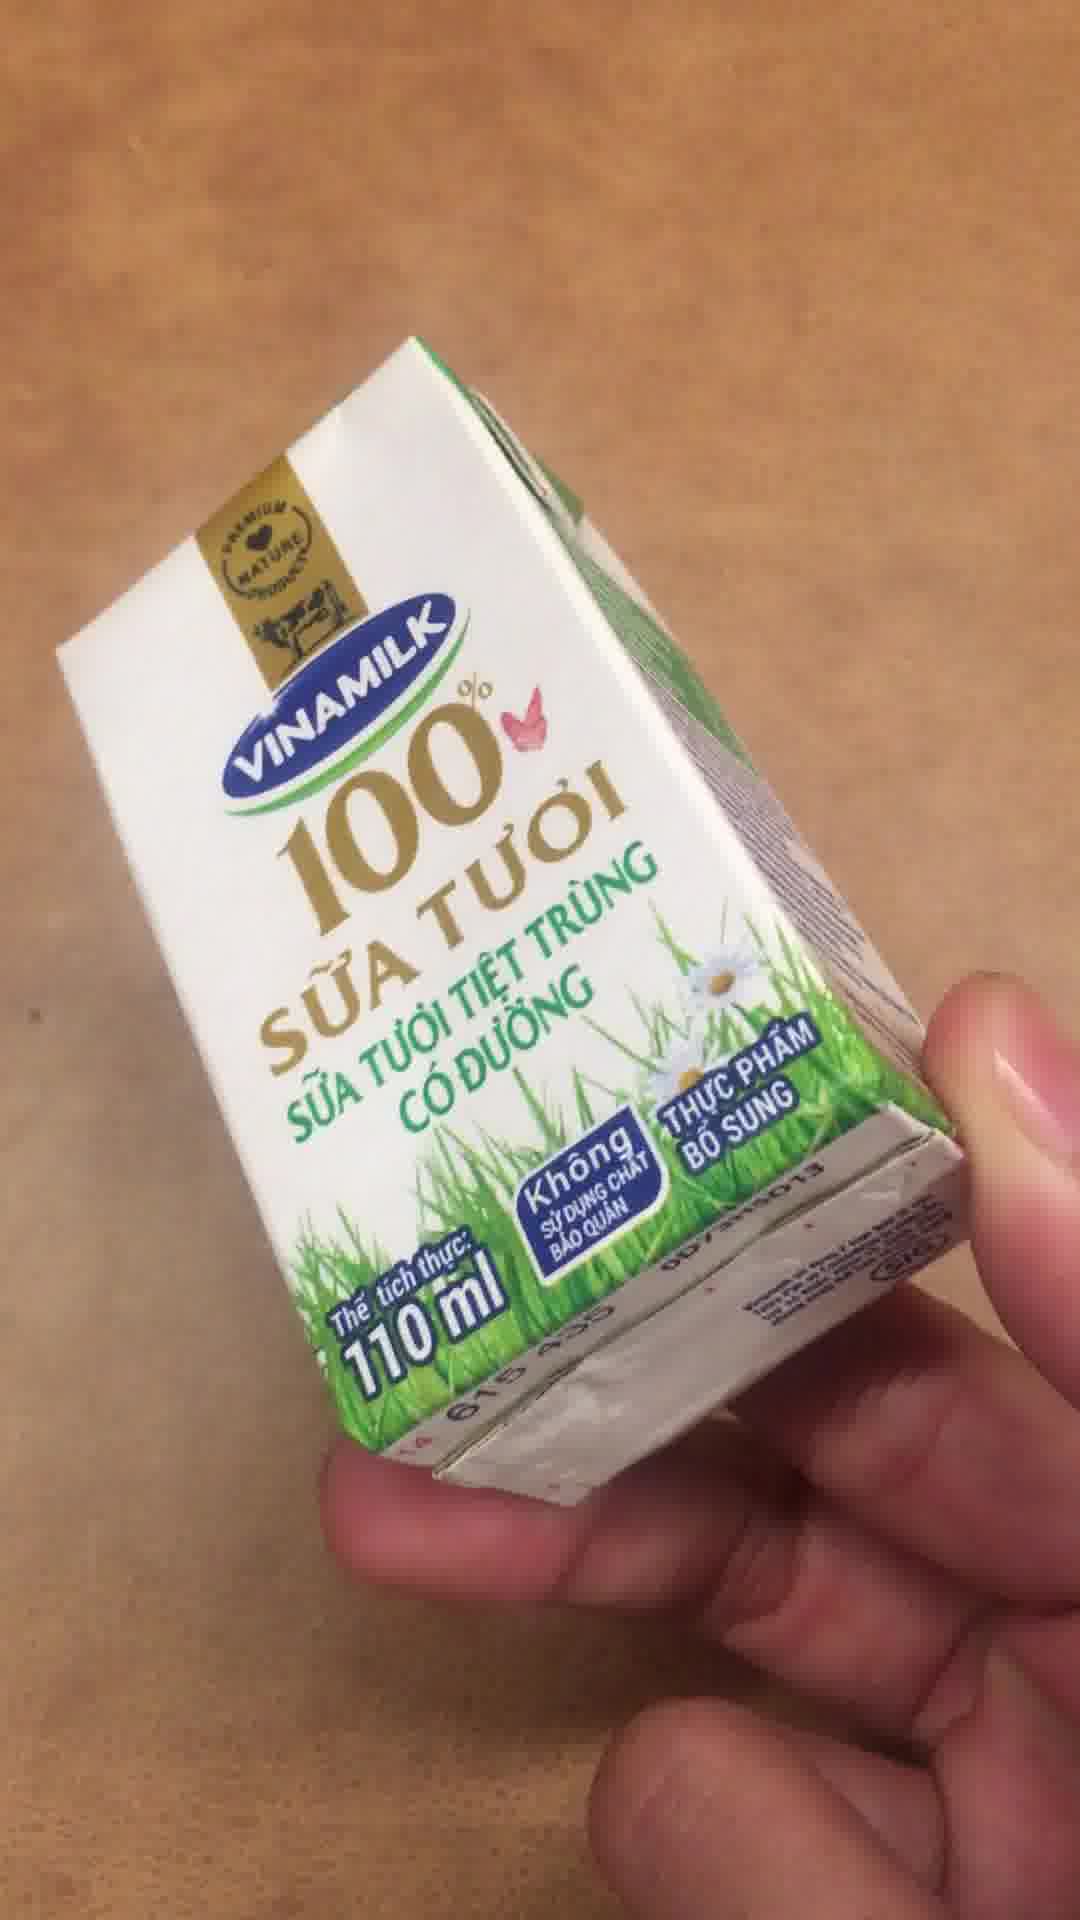 PREMIUM
NATURE
PRODUCT
VINAMILK
100%
SỮA TƯƠI
SỮA TƯƠI TIỆT TRÙNG
CÓ ĐƯỜNG
Không
SỬ DỤNG CHẤT
BẢO QUẢN
THỰC PHẨM
BỔ SUNG
Thể tích thực:
110 ml
SIG